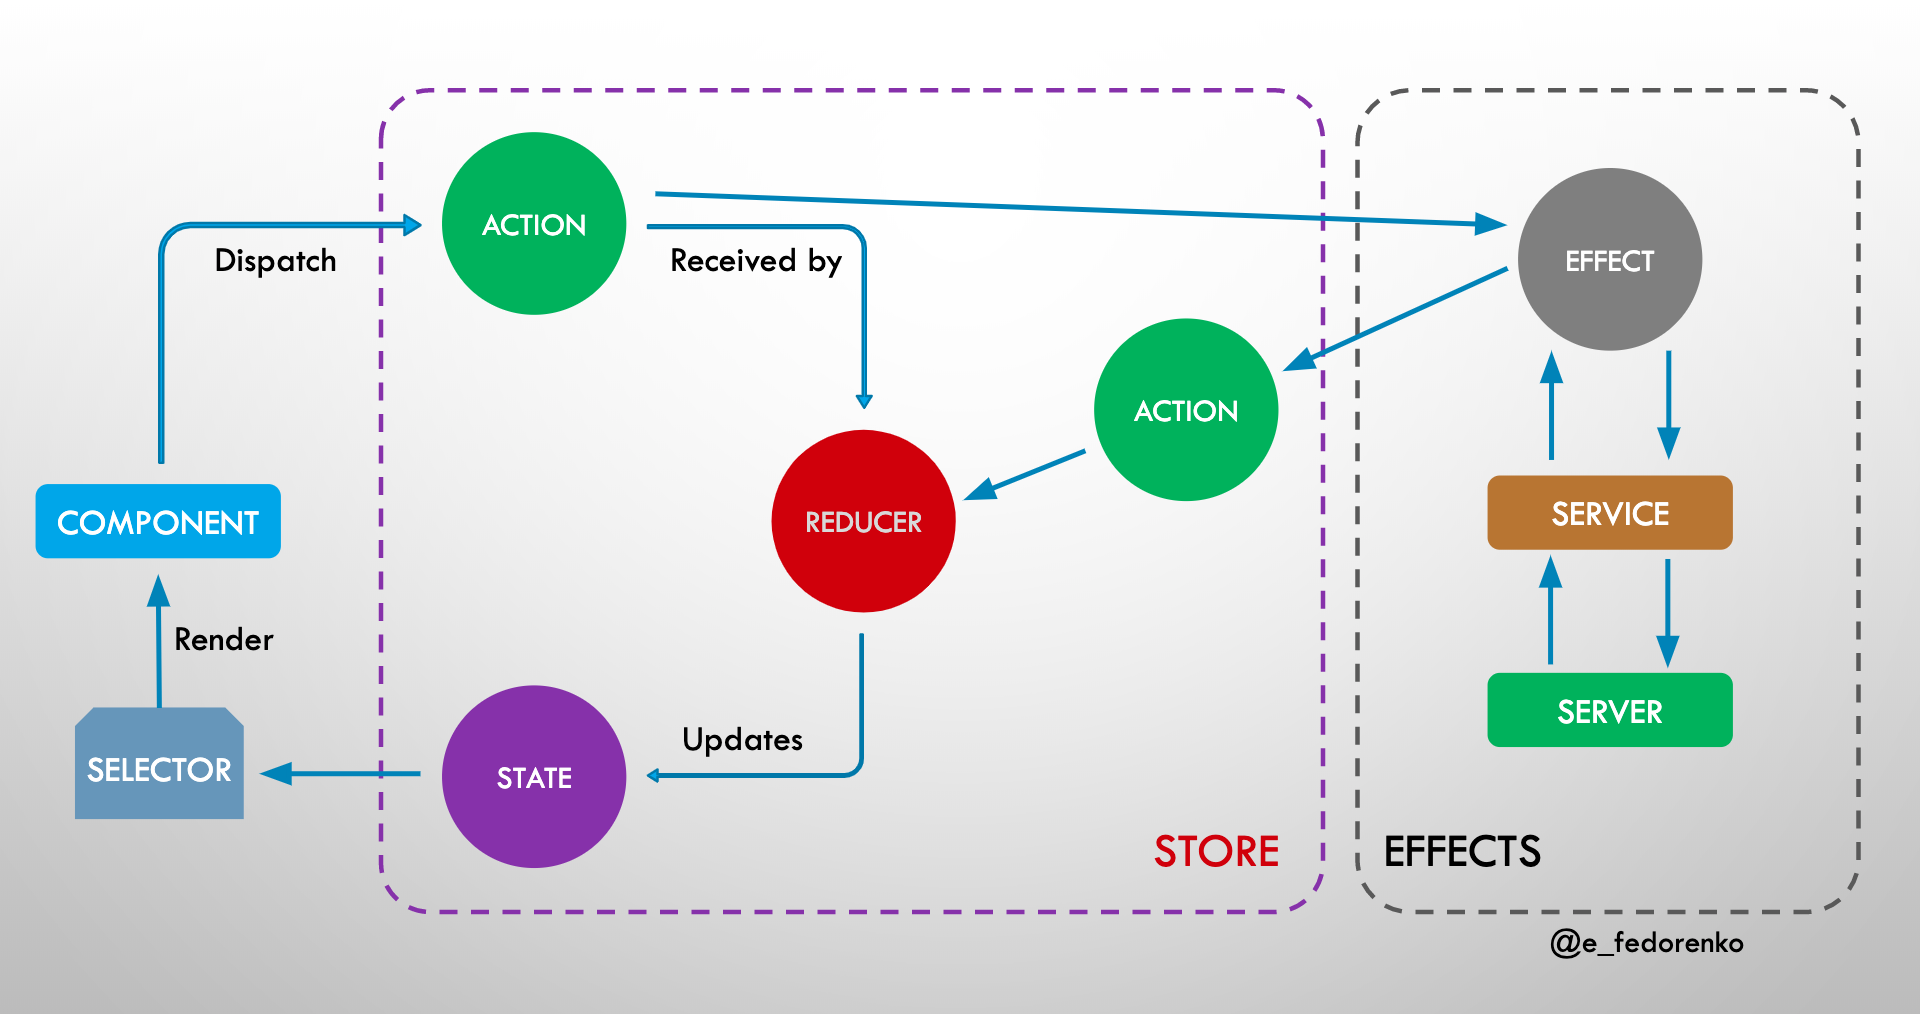 ACTION
Dispatch
Received by
EFFECT
ACTION
COMPONENT
REDUCER
SERVICE
Render
SELECTOR
STATE
Updates
SERVER
STORE
EFFECTS
@e_fedorenko